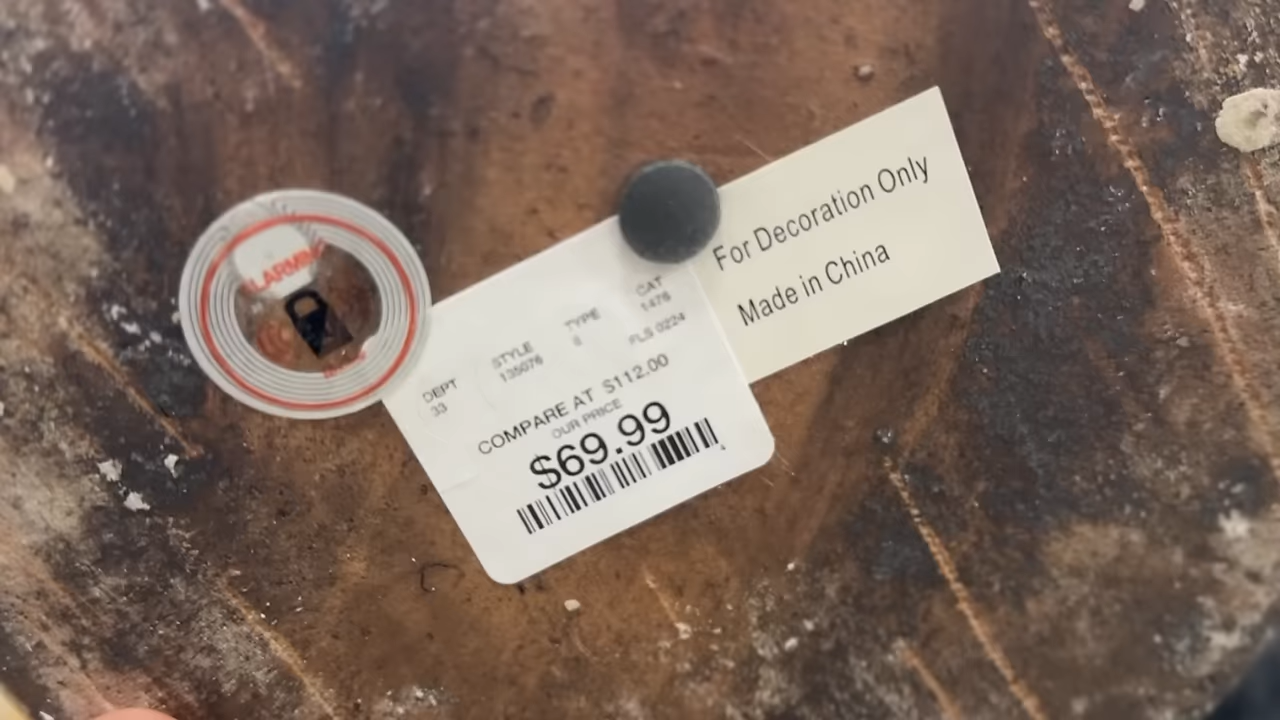 ALARMING
For Decoration Only
Made in China
DEPT STYLE TYPE CAT
33 135076 8 1476
FLS 0224
COMPARE AT $112.00
OUR PRICE
$69.99